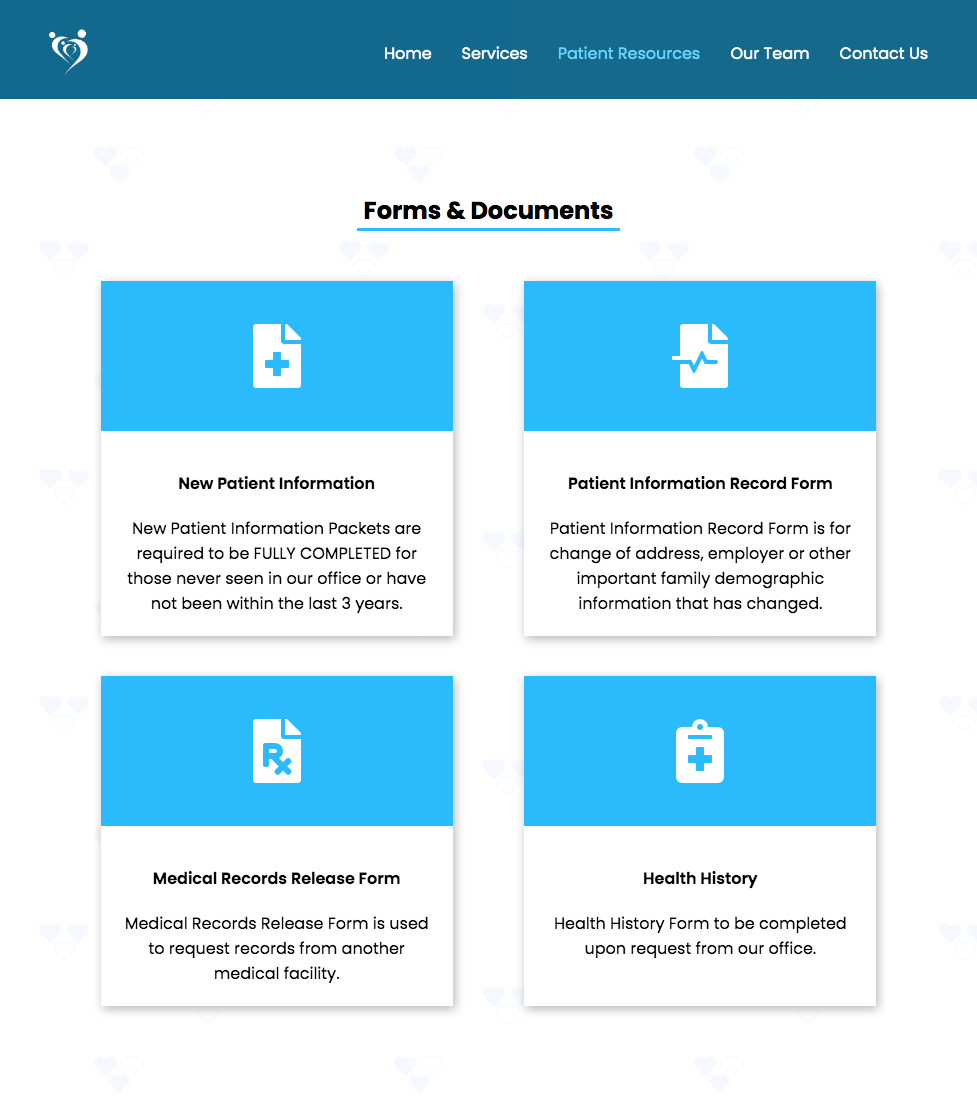 Home Services Patient Resources Our Team Contact Us
Forms & Documents
New Patient Information
New Patient Information Packets are
required to be FULLY COMPLETED for
those never seen in our office or have
not been within the last 3 years.
Patient Information Record Form
Patient Information Record Form is for
change of address, employer or other
important family demographic
information that has changed.
Rx
Medical Records Release Form
Medical Records Release Form is used
to request records from another
medical facility.
Health History
Health History Form to be completed
upon request from our office.